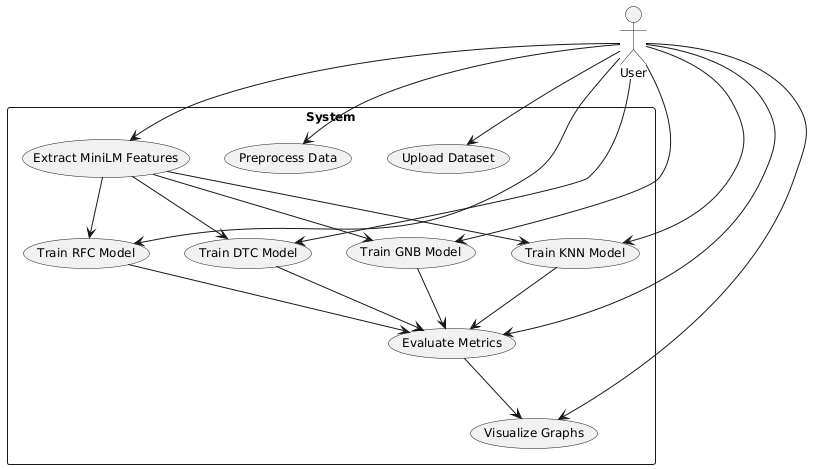 User
System
Extract MiniLM Features
Preprocess Data
Upload Dataset
Train RFC Model
Train DTC Model
Train GNB Model
Train KNN Model
Evaluate Metrics
Visualize Graphs